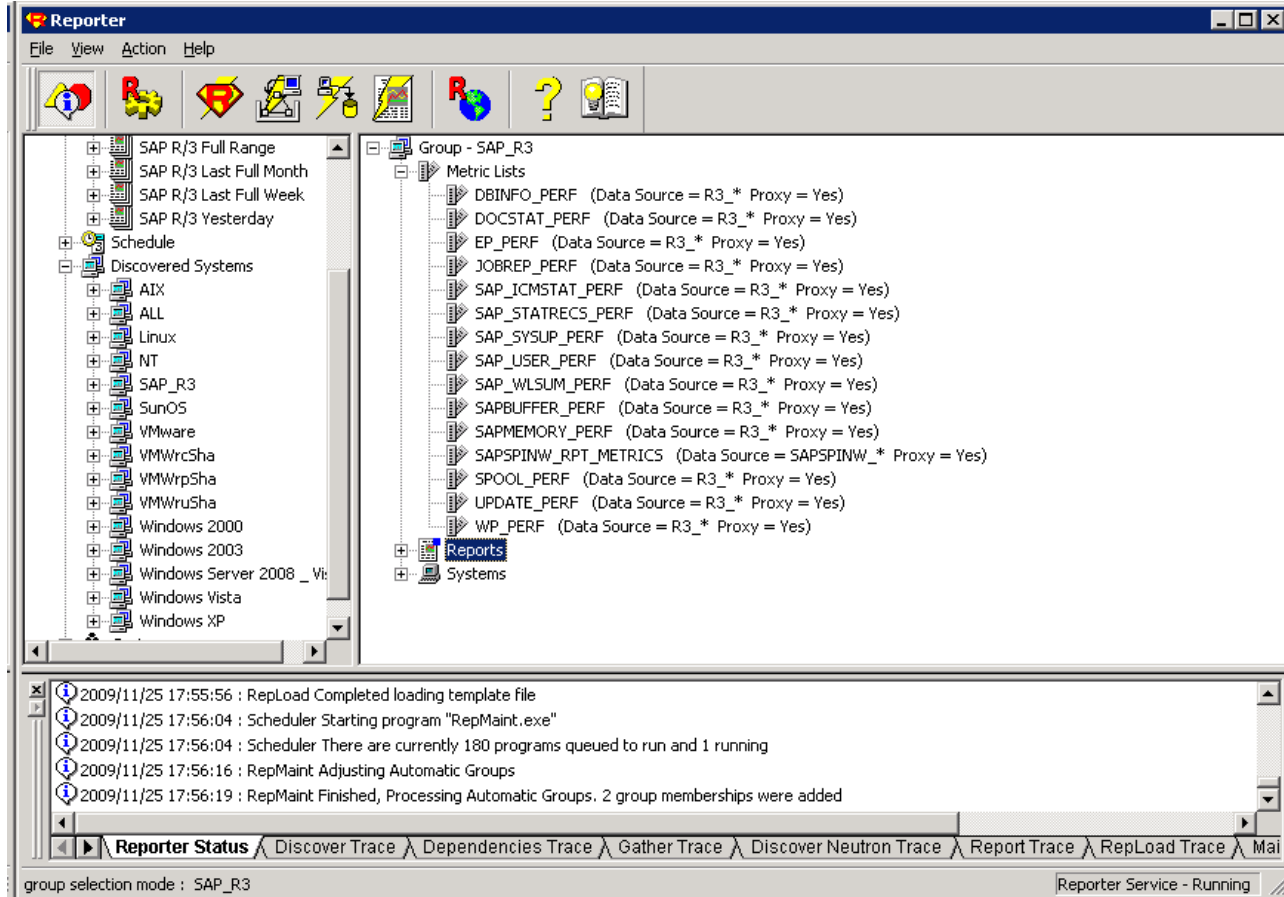 Reporter
File View Action Help
SAP R/3 Full Range
SAP R/3 Last Full Month
SAP R/3 Last Full Week
SAP R/3 Yesterday
Schedule
Discovered Systems
AIX
ALL
Linux
NT
SAP_R3
SunOS
VMware
VMWrcSha
VMWrpSha
VMWruSha
Windows 2000
Windows 2003
Windows Server 2008 _ Vi
Windows Vista
Windows XP
Group - SAP_R3
Metric Lists
DBINFO_PERF (Data Source = R3_* Proxy = Yes)
DOCSTAT_PERF (Data Source = R3_* Proxy = Yes)
EP_PERF (Data Source = R3_* Proxy = Yes)
JOBREP_PERF (Data Source = R3_* Proxy = Yes)
SAP_ICMSTAT_PERF (Data Source = R3_* Proxy = Yes)
SAP_STATRECS_PERF (Data Source = R3_* Proxy = Yes)
SAP_SYSUP_PERF (Data Source = R3_* Proxy = Yes)
SAP_USER_PERF (Data Source = R3_* Proxy = Yes)
SAP_WLSUM_PERF (Data Source = R3_* Proxy = Yes)
SAPBUFFER_PERF (Data Source = R3_* Proxy = Yes)
SAPMEMORY_PERF (Data Source = R3_* Proxy = Yes)
SAPSPINW_RPT_METRICS (Data Source = SAPSPINW_* Proxy = Yes)
SPOOL_PERF (Data Source = R3_* Proxy = Yes)
UPDATE_PERF (Data Source = R3_* Proxy = Yes)
WP_PERF (Data Source = R3_* Proxy = Yes)
Reports
Systems
2009/11/25 17:55:56 : RepLoad Completed loading template file
2009/11/25 17:56:04 : Scheduler Starting program "RepMaint.exe"
2009/11/25 17:56:04 : Scheduler There are currently 180 programs queued to run and 1 running
2009/11/25 17:56:16 : RepMaint Adjusting Automatic Groups
2009/11/25 17:56:19 : RepMaint Finished, Processing Automatic Groups. 2 group memberships were added
Reporter Status Discover Trace Dependencies Trace Gather Trace Discover Neutron Trace Report Trace RepLoad Trace Mai
group selection mode : SAP_R3 Reporter Service - Running